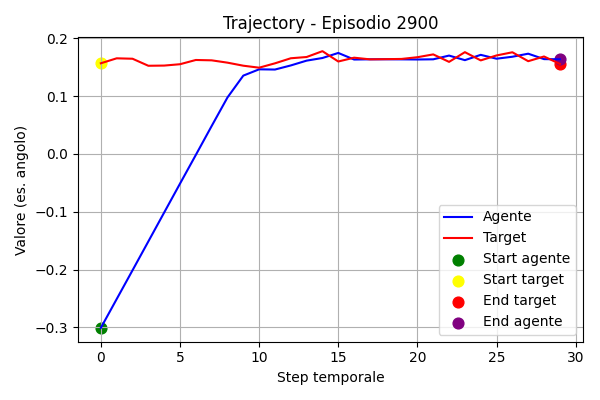 Trajectory - Episodio 2900
Valore (es. angolo)
0.2
0.1
0.0
−0.1
−0.2
−0.3
Agente
Target
Start agente
Start target
End target
End agente
0
5
10
15
20
25
30
Step temporale